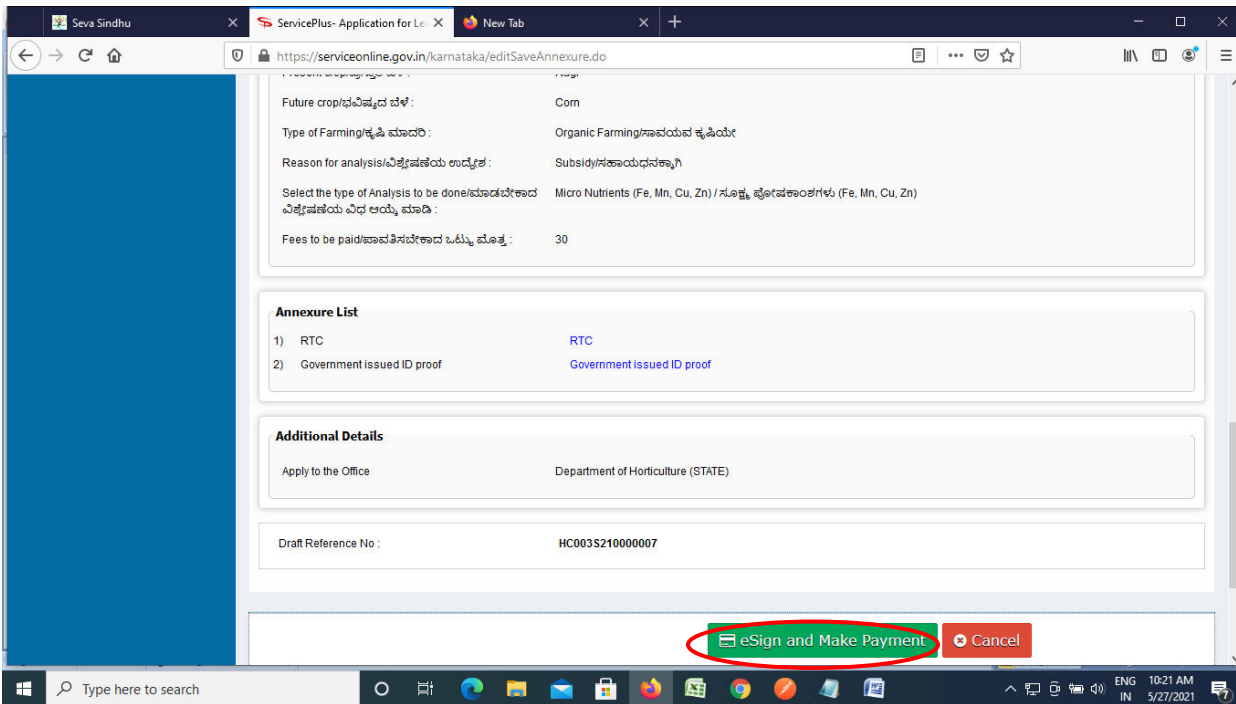 Seva Sindhu
ServicePlus- Application for Lea
New Tab
https://serviceonline.gov.in/karnataka/editSaveAnnexure.do
Future crop/ಭವಿಷ್ಯದ ಬೆಳೆ : Corn
Type of Farming/ಕೃಷಿ ಮಾದರಿ : Organic Farming/ಸಾವಯವ ಕೃಷಿಯೇ
Reason for analysis/ವಿಶ್ಲೇಷಣೆಯ ಉದ್ದೇಶ : Subsidy/ಸಹಾಯಧನಕ್ಕಾಗಿ
Select the type of Analysis to be done/ಮಾಡಬೇಕಾದ Micro Nutrients (Fe, Mn, Cu, Zn) / ಸೂಕ್ಷ್ಮ ಪೋಷಕಾಂಶಗಳು (Fe, Mn, Cu, Zn)
ವಿಶ್ಲೇಷಣೆಯ ವಿಧ ಆಯ್ಕೆ ಮಾಡಿ :
Fees to be paid/ಪಾವತಿಸಬೇಕಾದ ಒಟ್ಟು ಮೊತ್ತ : 30
Annexure List
1) RTC RTC
2) Government issued ID proof Government issued ID proof
Additional Details
Apply to the Office Department of Horticulture (STATE)
Draft Reference No : HC003S210000007
eSign and Make Payment Cancel
Type here to search
ENG 10:21 AM
IN 5/27/2021
7